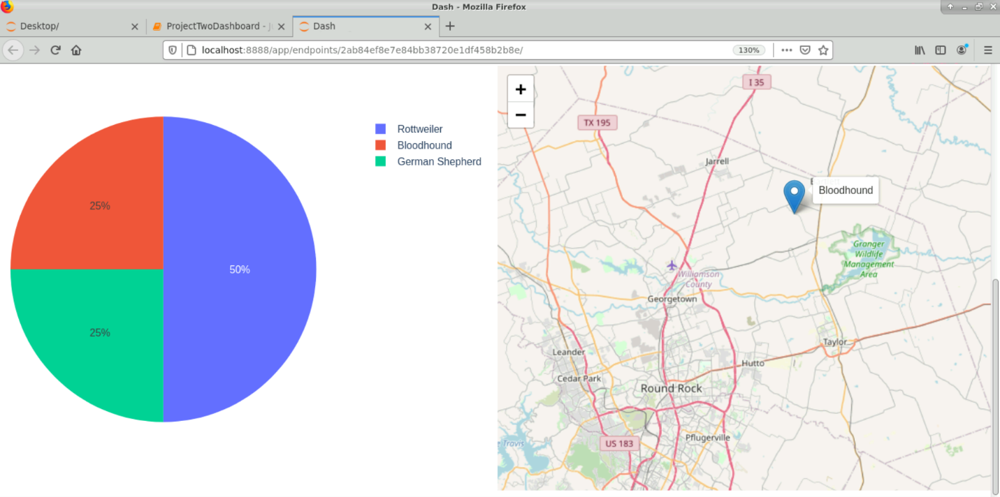 Dash - Mozilla Firefox
Desktop/
ProjectTwoDashboard - J
Dash
localhost:8888/app/endpoints/2ab84ef8e7e84bb38720e1df458b2b8e/
130%
Rottweiler
Bloodhound
German Shepherd
25%
50%
25%
+
−
I 35
TX 195
Jarrell
Bloodhound
Granger
Wildlife
Management
Area
Williamson
County
Georgetown
Taylor
Leander
Hutto
Cedar Park
Round Rock
Pflugerville
US 183
Travis